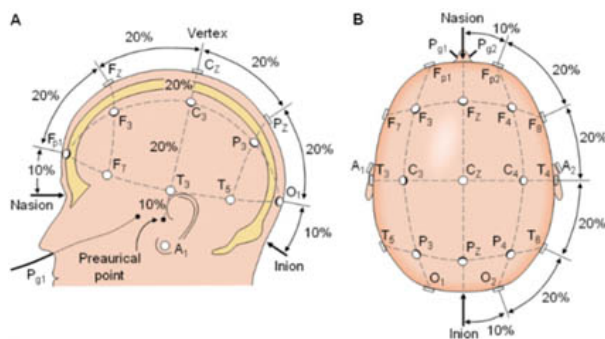 A
B
20%
Vertex
20%
Nasion
10%
Pg1
Pg2
FZ
CZ
Fp1
Fp2
20%
20%
20%
20%
F3
C3
PZ
F7
F3
FZ
F4
F8
P3
Fp1
20%
20%
10%
F7
T3
T5
O1
A1
T3
C3
CZ
C4
T4
A2
Nasion
10%
10%
A1
Preaurical
point
Inion
Pg1
T5
P3
PZ
P4
T6
20%
O1
O2
20%
Inion
10%